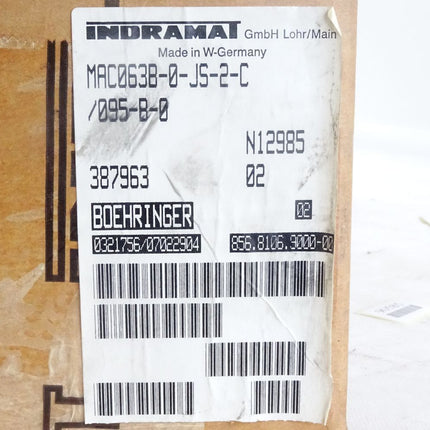 INDRAMAT GmbH Lohr/Main
Made in W-Germany
MAC063B-0-JS-2-C
/095-B-0
N12985
387963 02
BOEHRINGER 02
0321756/07022904 856.8106.9000-00